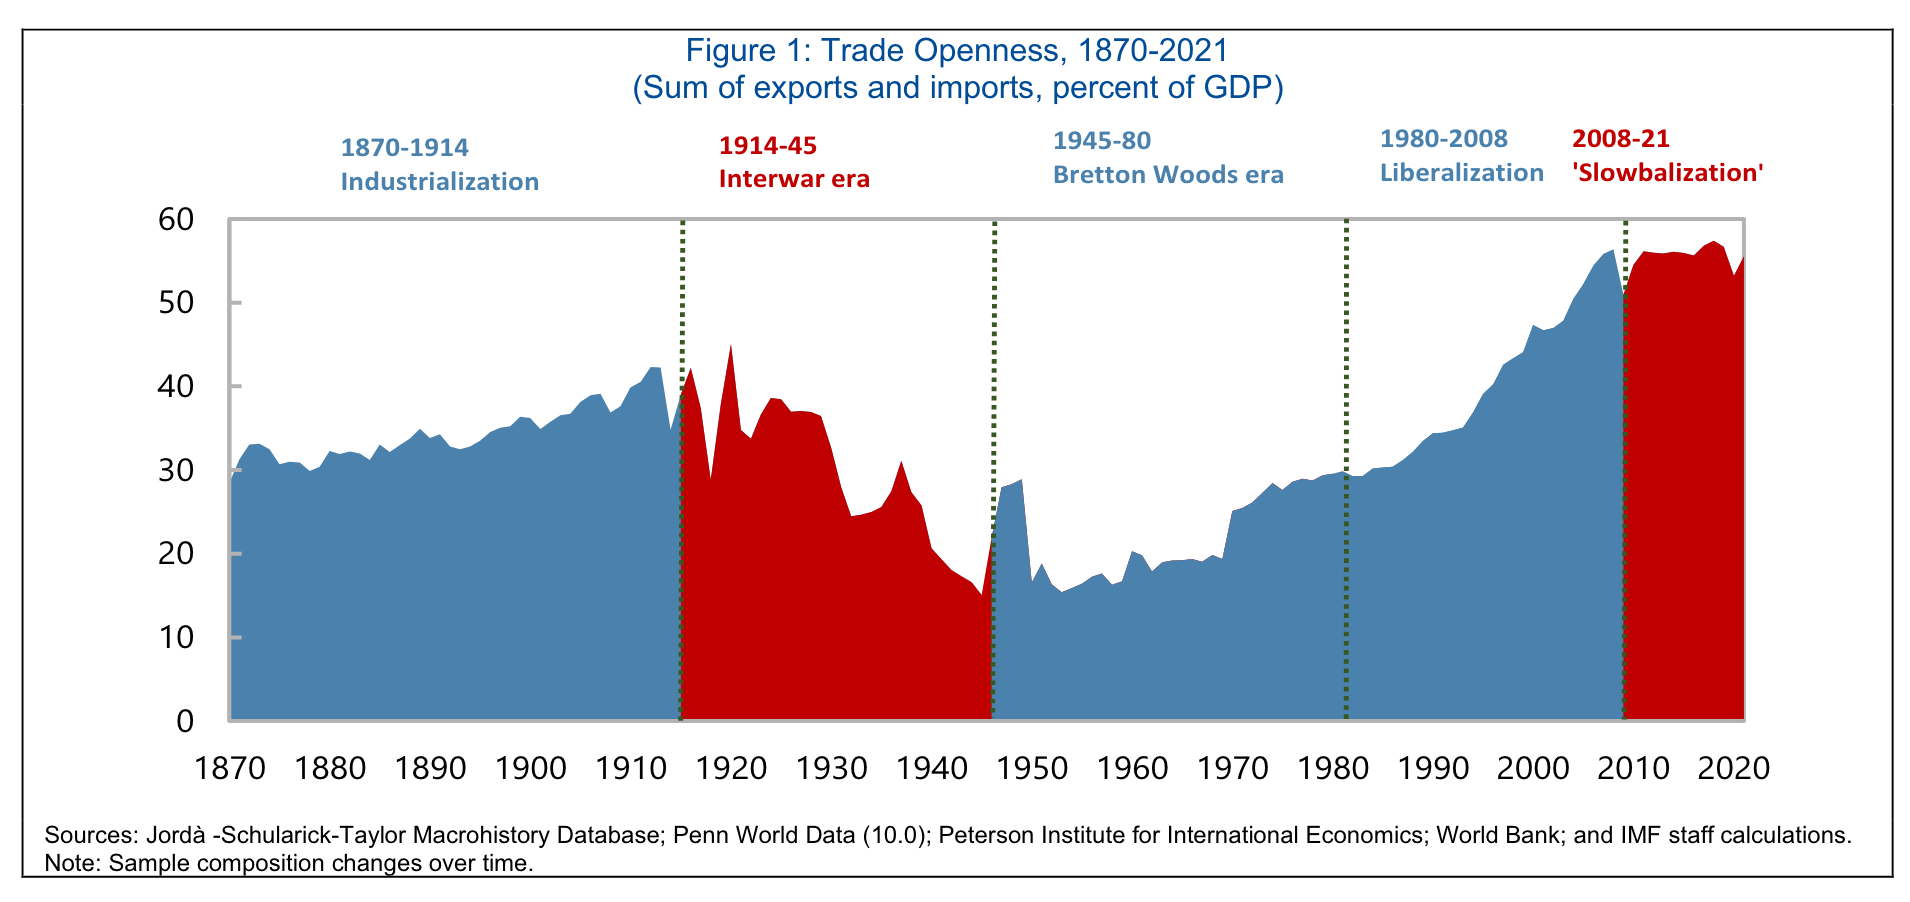 Figure 1: Trade Openness, 1870-2021
(Sum of exports and imports, percent of GDP)
1870-1914
Industrialization
1914-45
Interwar era
1945-80
Bretton Woods era
1980-2008
Liberalization
2008-21
'Slowbalization'
60
50
40
30
20
10
0
1870 1880 1890 1900 1910 1920 1930 1940 1950 1960 1970 1980 1990 2000 2010 2020
Sources: Jordà -Schularick-Taylor Macrohistory Database; Penn World Data (10.0); Peterson Institute for International Economics; World Bank; and IMF staff calculations.
Note: Sample composition changes over time.